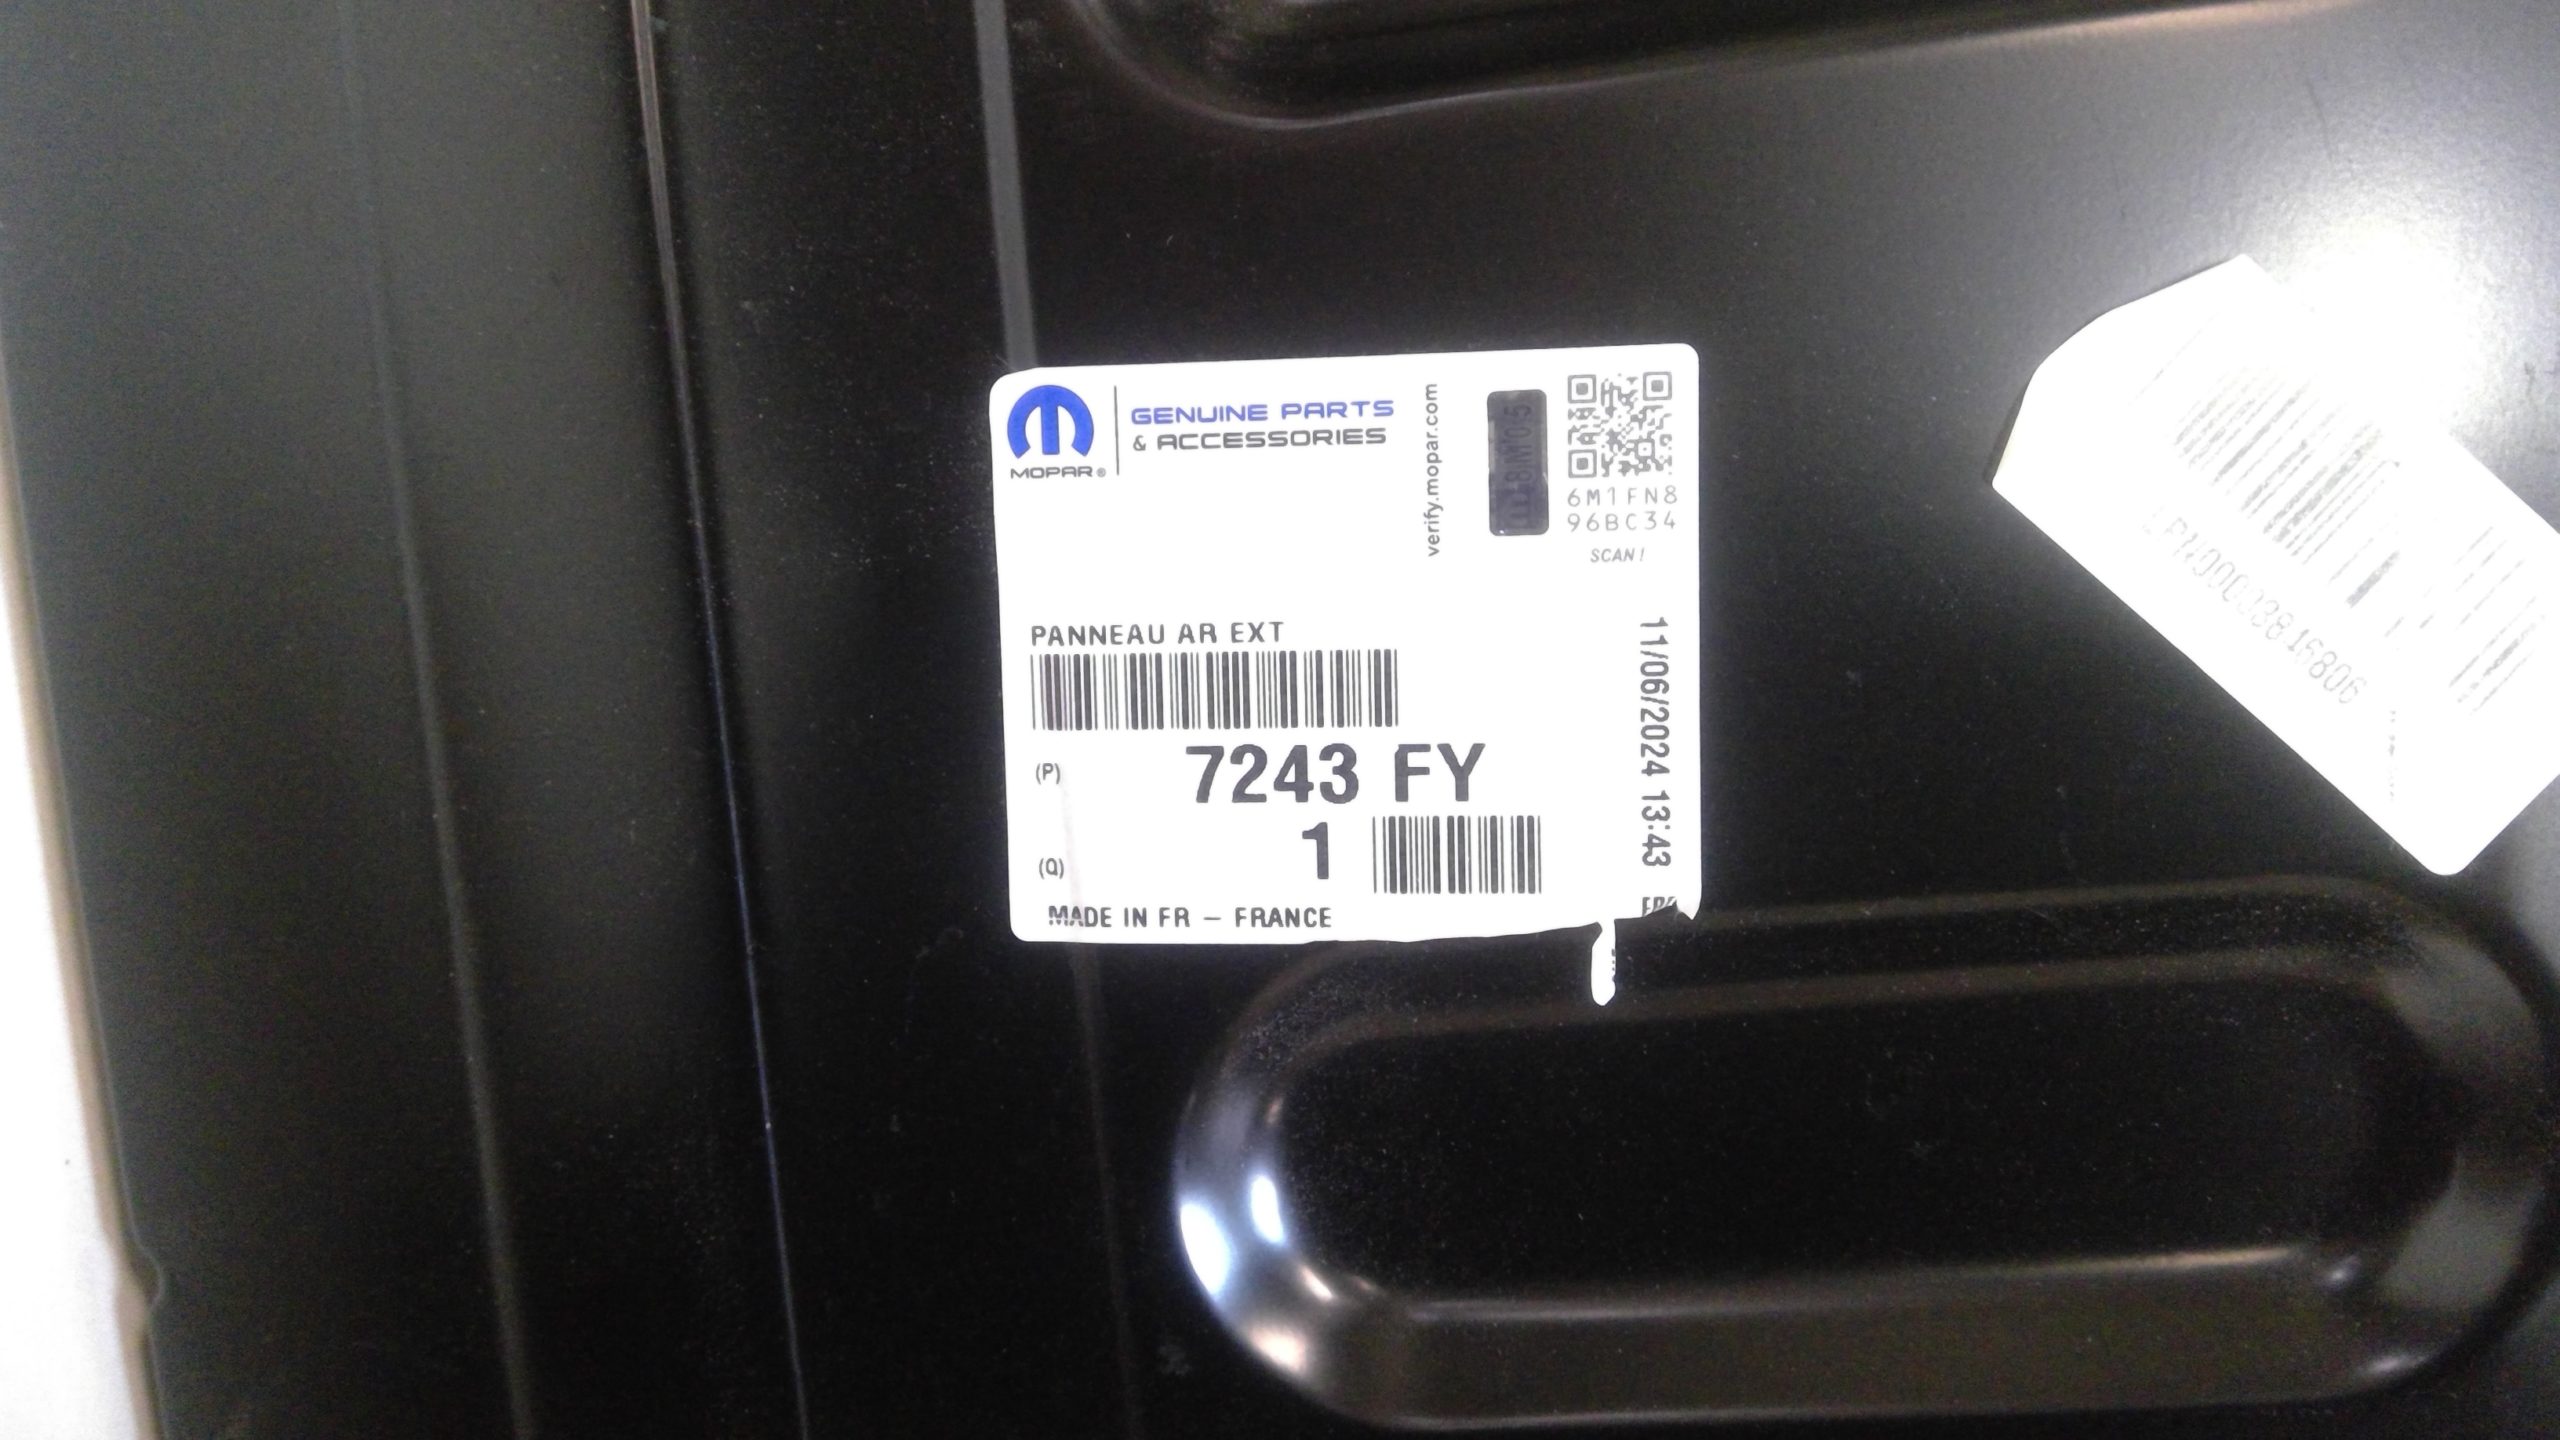 GENUINE PARTS
& ACCESSORIES
MOPAR®
verify.mopar.com
6M1FN8
96BC34
SCAN!
PANNEAU AR EXT
(P) 7243 FY
(Q) 1
MADE IN FR – FRANCE
11/06/2024 13:43
LPN00003816806